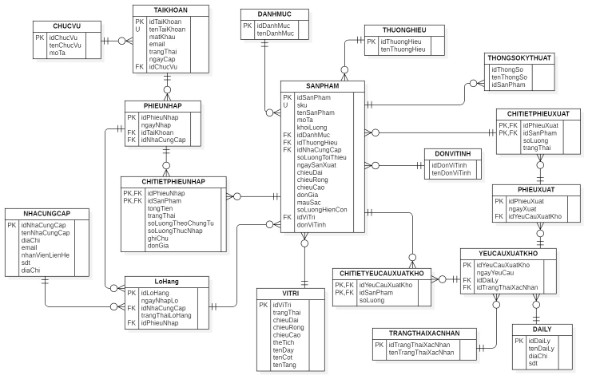 CHUCVU
PK idChucVu
tenChucVu
moTa
TAIKHOAN
PK idTaiKhoan
U tenTaiKhoan
matKhau
email
trangThai
ngayCap
FK idChucVu
DANHMUC
PK idDanhMuc
tenDanhMuc
THUONGHIEU
PK idThuongHieu
tenThuongHieu
THONGSOKYTHUAT
idThongSo
tenThongSo
idSanPham
PHIEUNHAP
PK idPhieuNhap
ngayNhap
FK idTaiKhoan
FK idNhaCungCap
SANPHAM
PK idSanPham
U sku
tenSanPham
moTa
khoiLuong
FK idDanhMuc
FK idThuongHieu
FK idNhaCungCap
soLuongToiThieu
ngaySanXuat
chieuDai
chieuRong
chieuCao
donGia
mauSac
soLuongHienCon
FK idViTri
donViTinh
CHITIETPHIEUXUAT
PK,FK idPhieuXuat
PK,FK idSanPham
soLuong
trangThai
DONVITINH
idDonViTinh
tenDonViTinh
CHITIETPHIEUNHAP
PK,FK idPhieuNhap
PK,FK idSanPham
tongTien
trangThai
soLuongTheoChungTu
soLuongThucNhap
ghiChu
donGia
PHIEUXUAT
PK idPhieuXuat
ngayXuat
FK idYeuCauXuatKho
NHACUNGCAP
PK idNhaCungCap
tenNhaCungCap
diaChi
email
nhanVienLienHe
sdt
diaChi
LoHang
PK idLoHang
ngayNhapLo
FK idNhaCungCap
trangThaiLoHang
FK idPhieuNhap
CHITIETYEUCAUXUATKHO
PK,FK idYeuCauXuatKho
PK,FK idSanPham
soLuong
YEUCAUXUATKHO
PK idYeuCauXuatKho
ngayYeuCau
FK idDaiLy
FK idTrangThaiXacNhan
VITRI
PK idViTri
trangThai
chieuDai
chieuRong
chieuCao
theTich
tenDay
tenCot
tenTang
TRANGTHAIXACNHAN
PK idTrangThaiXacNhan
tenTrangThaiXacNhan
DAILY
PK idDaiLy
tenDaiLy
diaChi
sdt